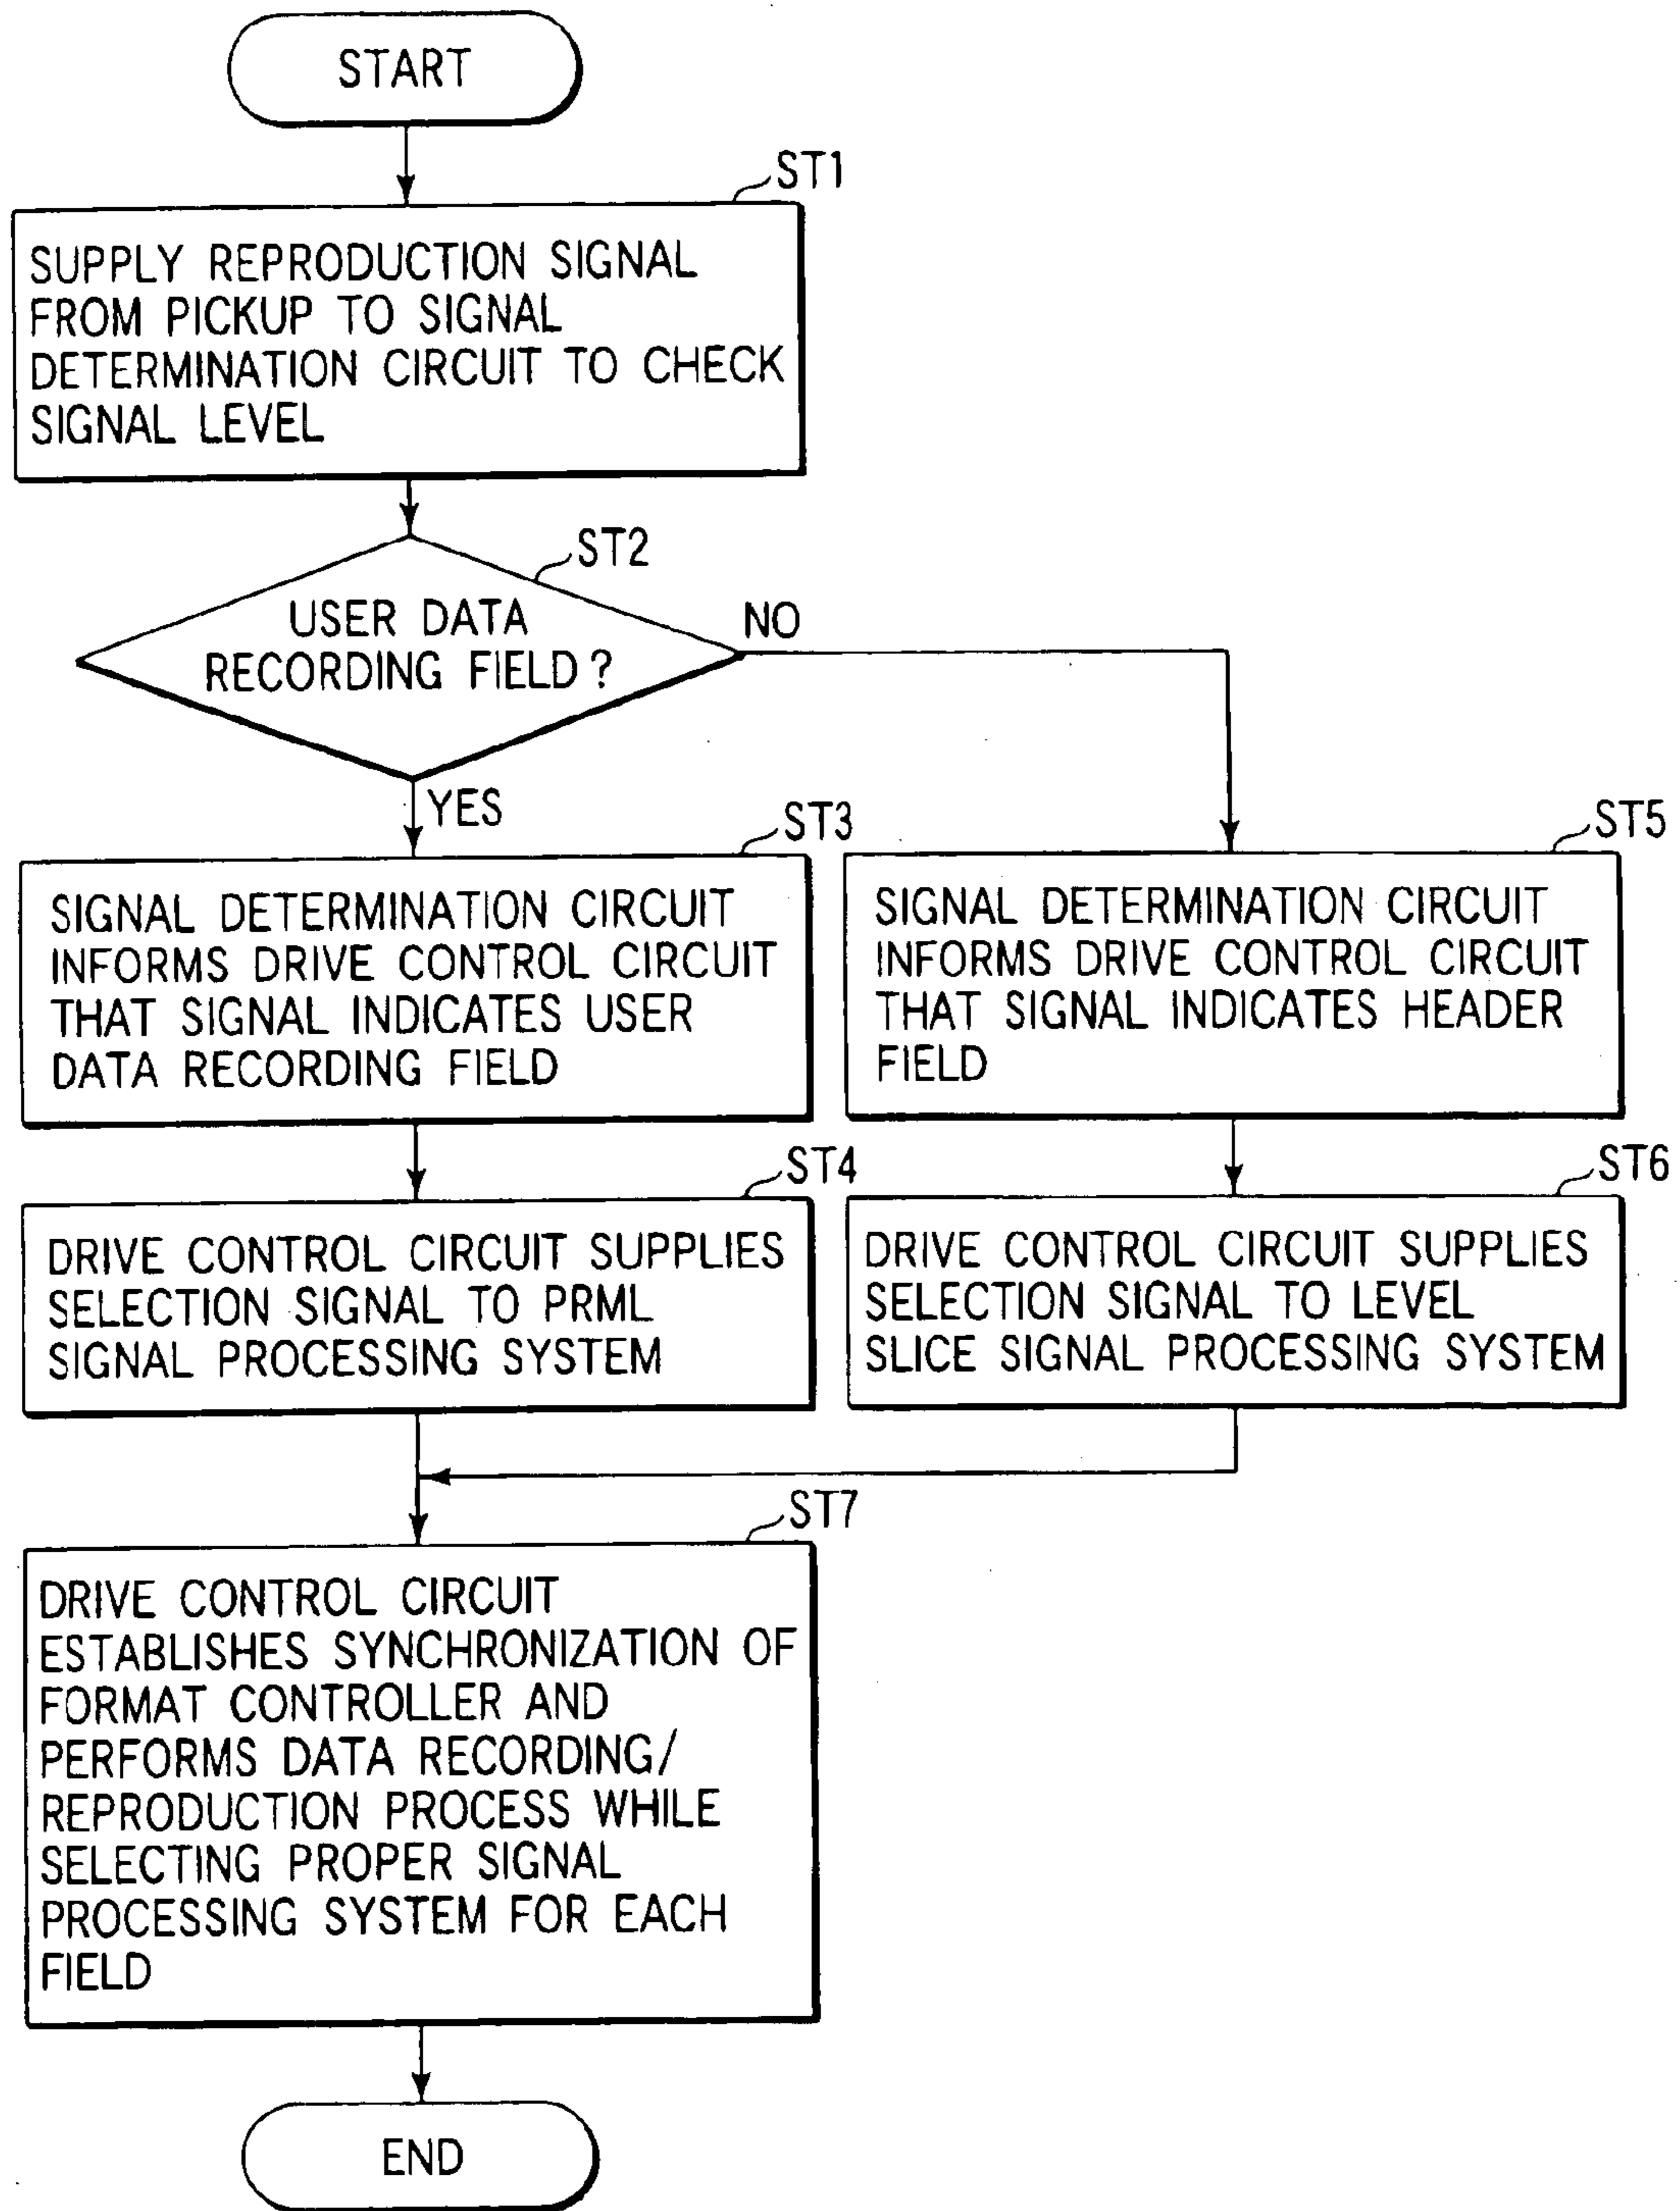 START
ST1
SUPPLY REPRODUCTION SIGNAL
FROM PICKUP TO SIGNAL
DETERMINATION CIRCUIT TO CHECK
SIGNAL LEVEL
ST2
USER DATA
RECORDING FIELD?
NO
YES
ST3
SIGNAL DETERMINATION CIRCUIT
INFORMS DRIVE CONTROL CIRCUIT
THAT SIGNAL INDICATES USER
DATA RECORDING FIELD
ST5
SIGNAL DETERMINATION CIRCUIT
INFORMS DRIVE CONTROL CIRCUIT
THAT SIGNAL INDICATES HEADER
FIELD
ST4
DRIVE CONTROL CIRCUIT SUPPLIES
SELECTION SIGNAL TO PRML
SIGNAL PROCESSING SYSTEM
ST6
DRIVE CONTROL CIRCUIT SUPPLIES
SELECTION SIGNAL TO LEVEL
SLICE SIGNAL PROCESSING SYSTEM
ST7
DRIVE CONTROL CIRCUIT
ESTABLISHES SYNCHRONIZATION OF
FORMAT CONTROLLER AND
PERFORMS DATA RECORDING/
REPRODUCTION PROCESS WHILE
SELECTING PROPER SIGNAL
PROCESSING SYSTEM FOR EACH
FIELD
END